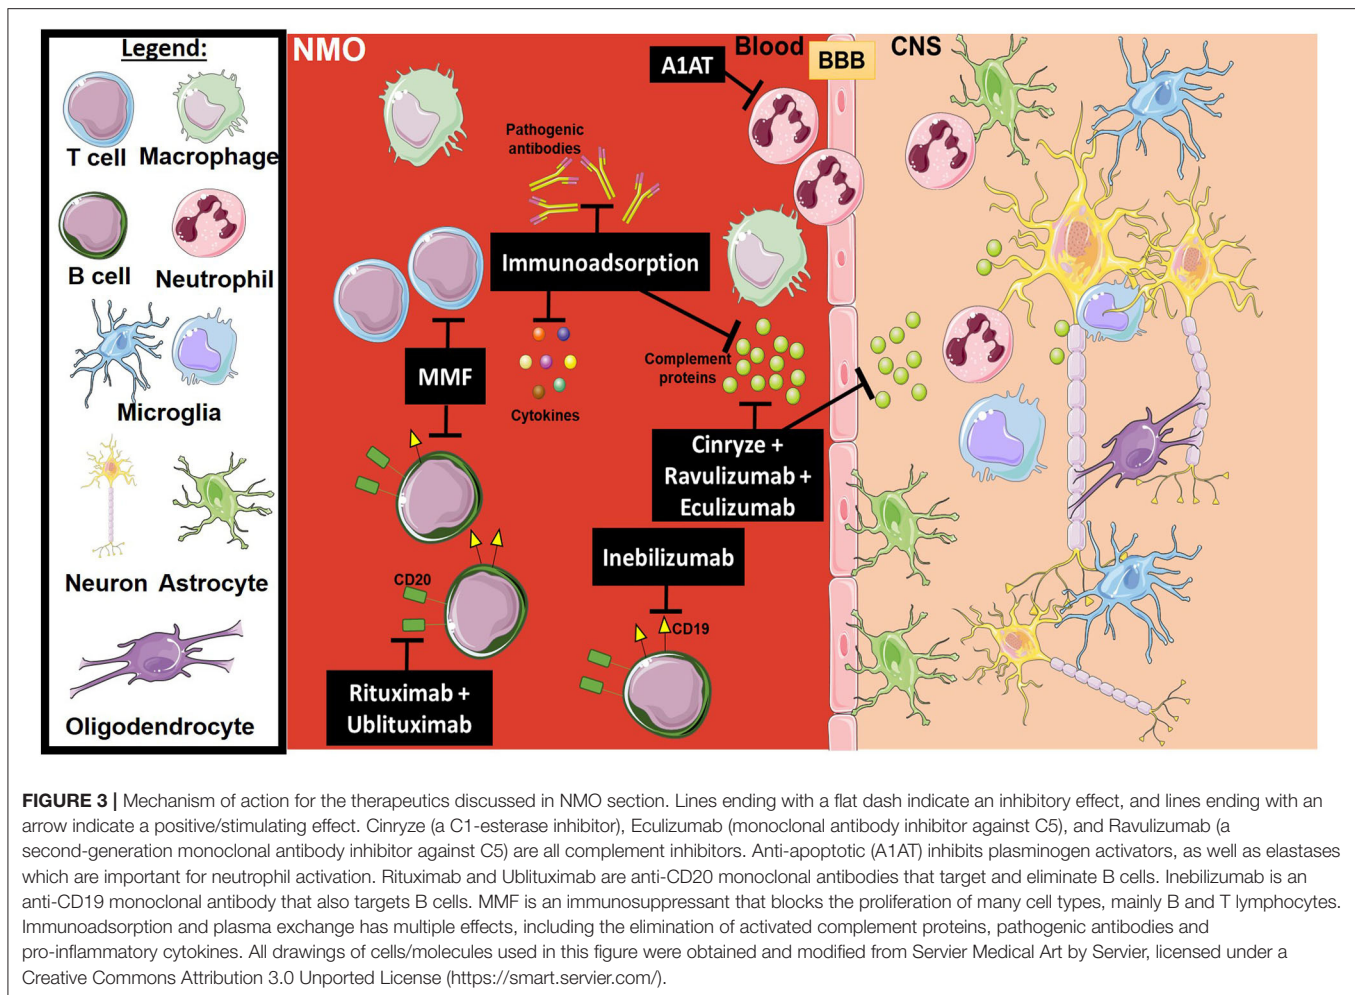 Legend:
T cell Macrophage
B cell Neutrophil
Microglia
Neuron Astrocyte
Oligodendrocyte
NMO
Blood
BBB
CNS
A1AT
Pathogenic
antibodies
Immunoadsorption
MMF
Cytokines
Complement
proteins
Cinryze +
Ravulizumab +
Eculizumab
Inebilizumab
CD20
CD19
Rituximab +
Ublituximab
FIGURE 3 | Mechanism of action for the therapeutics discussed in NMO section. Lines ending with a flat dash indicate an inhibitory effect, and lines ending with an
arrow indicate a positive/stimulating effect. Cinryze (a C1-esterase inhibitor), Eculizumab (monoclonal antibody inhibitor against C5), and Ravulizumab (a
second-generation monoclonal antibody inhibitor against C5) are all complement inhibitors. Anti-apoptotic (A1AT) inhibits plasminogen activators, as well as elastases
which are important for neutrophil activation. Rituximab and Ublituximab are anti-CD20 monoclonal antibodies that target and eliminate B cells. Inebilizumab is an
anti-CD19 monoclonal antibody that also targets B cells. MMF is an immunosuppressant that blocks the proliferation of many cell types, mainly B and T lymphocytes.
Immunoadsorption and plasma exchange has multiple effects, including the elimination of activated complement proteins, pathogenic antibodies and
pro-inflammatory cytokines. All drawings of cells/molecules used in this figure were obtained and modified from Servier Medical Art by Servier, licensed under a
Creative Commons Attribution 3.0 Unported License (https://smart.servier.com/).